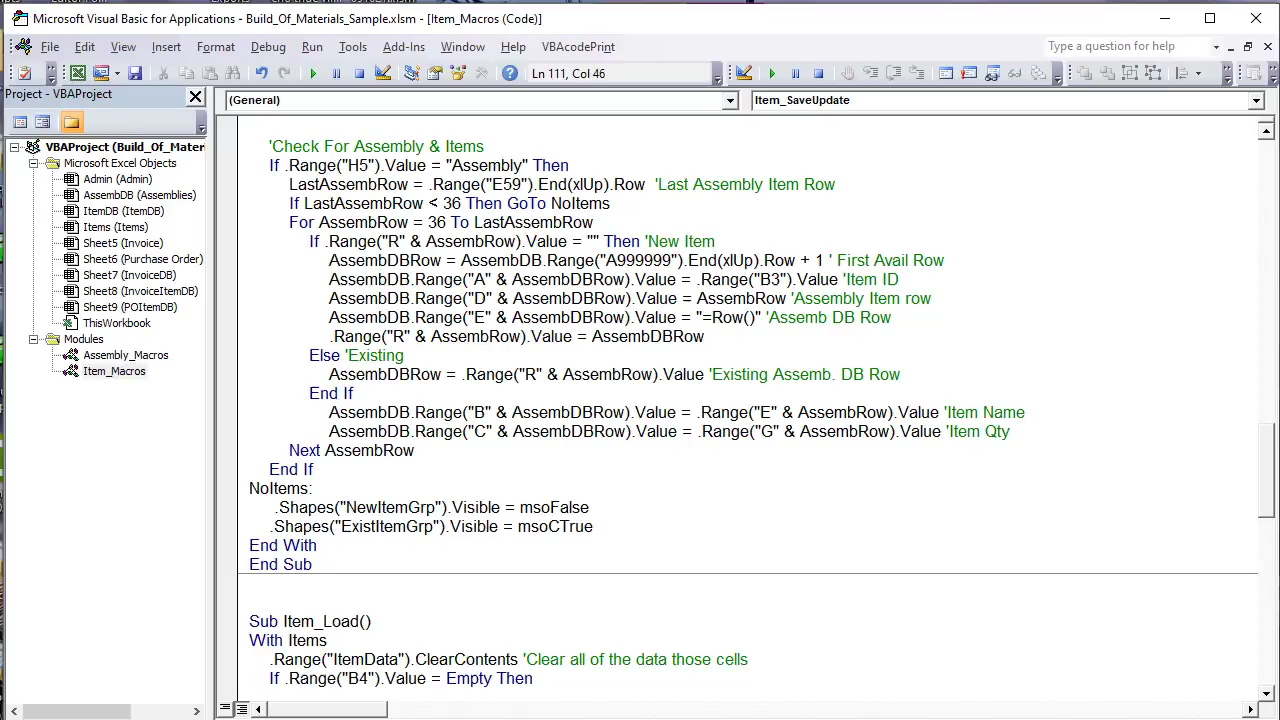 Microsoft Visual Basic for Applications - Build_Of_Materials_Sample.xlsm - [Item_Macros (Code)]
File Edit View Insert Format Debug Run Tools Add-Ins Window Help VBAcodePrint
Type a question for help
Ln 111, Col 46
Project - VBAProject
(General)
Item_SaveUpdate
VBAProject (Build_Of_Mater
Microsoft Excel Objects
Admin (Admin)
AssembDB (Assemblies)
ItemDB (ItemDB)
Items (Items)
Sheet5 (Invoice)
Sheet6 (Purchase Order)
Sheet7 (InvoiceDB)
Sheet8 (InvoiceItemDB)
Sheet9 (POItemDB)
ThisWorkbook
Modules
Assembly_Macros
Item_Macros
'Check For Assembly & Items
If .Range("H5").Value = "Assembly" Then
LastAssembRow = .Range("E59").End(xlUp).Row 'Last Assembly Item Row
If LastAssembRow < 36 Then GoTo NoItems
For AssembRow = 36 To LastAssembRow
If .Range("R" & AssembRow).Value = "" Then 'New Item
AssembDBRow = AssembDB.Range("A999999").End(xlUp).Row + 1 ' First Avail Row
AssembDB.Range("A" & AssembDBRow).Value = .Range("B3").Value 'Item ID
AssembDB.Range("D" & AssembDBRow).Value = AssembRow 'Assembly Item row
AssembDB.Range("E" & AssembDBRow).Value = "=Row()" 'Assemb DB Row
.Range("R" & AssembRow).Value = AssembDBRow
Else 'Existing
AssembDBRow = .Range("R" & AssembRow).Value 'Existing Assemb. DB Row
End If
AssembDB.Range("B" & AssembDBRow).Value = .Range("E" & AssembRow).Value 'Item Name
AssembDB.Range("C" & AssembDBRow).Value = .Range("G" & AssembRow).Value 'Item Qty
Next AssembRow
End If
NoItems:
.Shapes("NewItemGrp").Visible = msoFalse
.Shapes("ExistItemGrp").Visible = msoCTrue
End With
End Sub
Sub Item_Load()
With Items
.Range("ItemData").ClearContents 'Clear all of the data those cells
If .Range("B4").Value = Empty Then